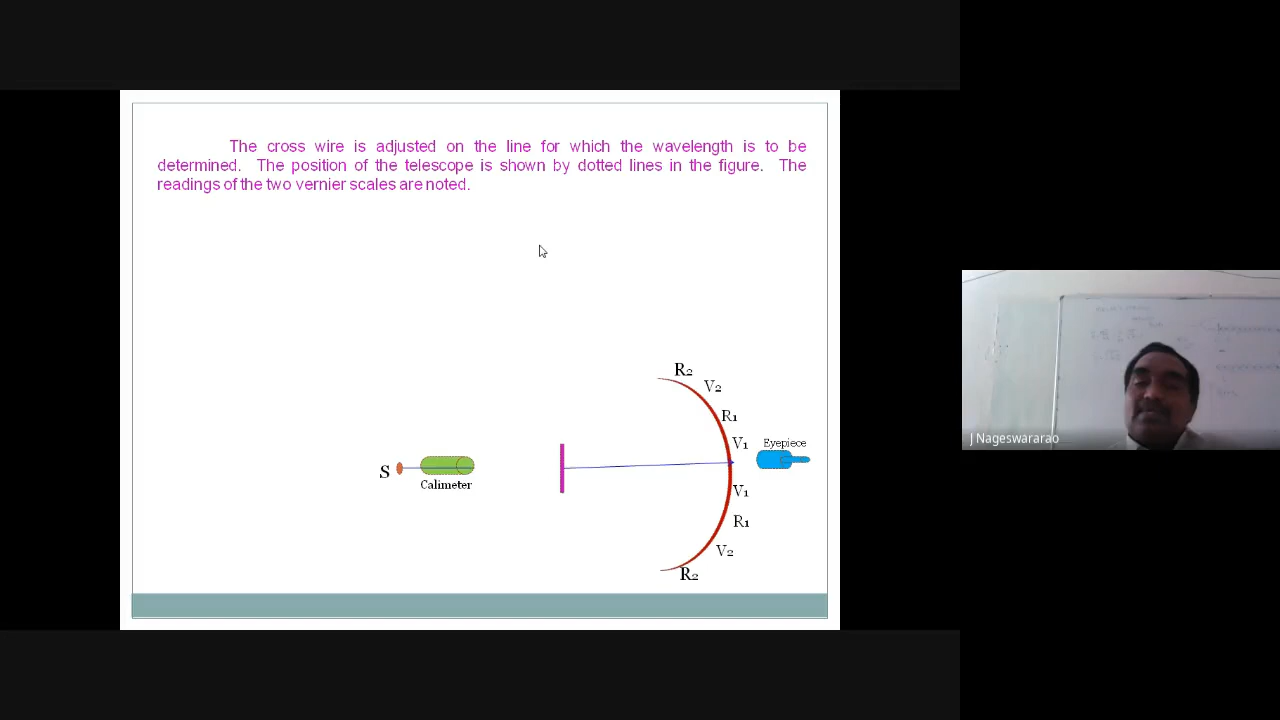 The cross wire is adjusted on the line for which the wavelength is to be
determined. The position of the telescope is shown by dotted lines in the figure. The
readings of the two vernier scales are noted.
R2
V2
R1
V1
Eyepiece
S
Calimeter
V1
R1
V2
R2
J Nageswararao